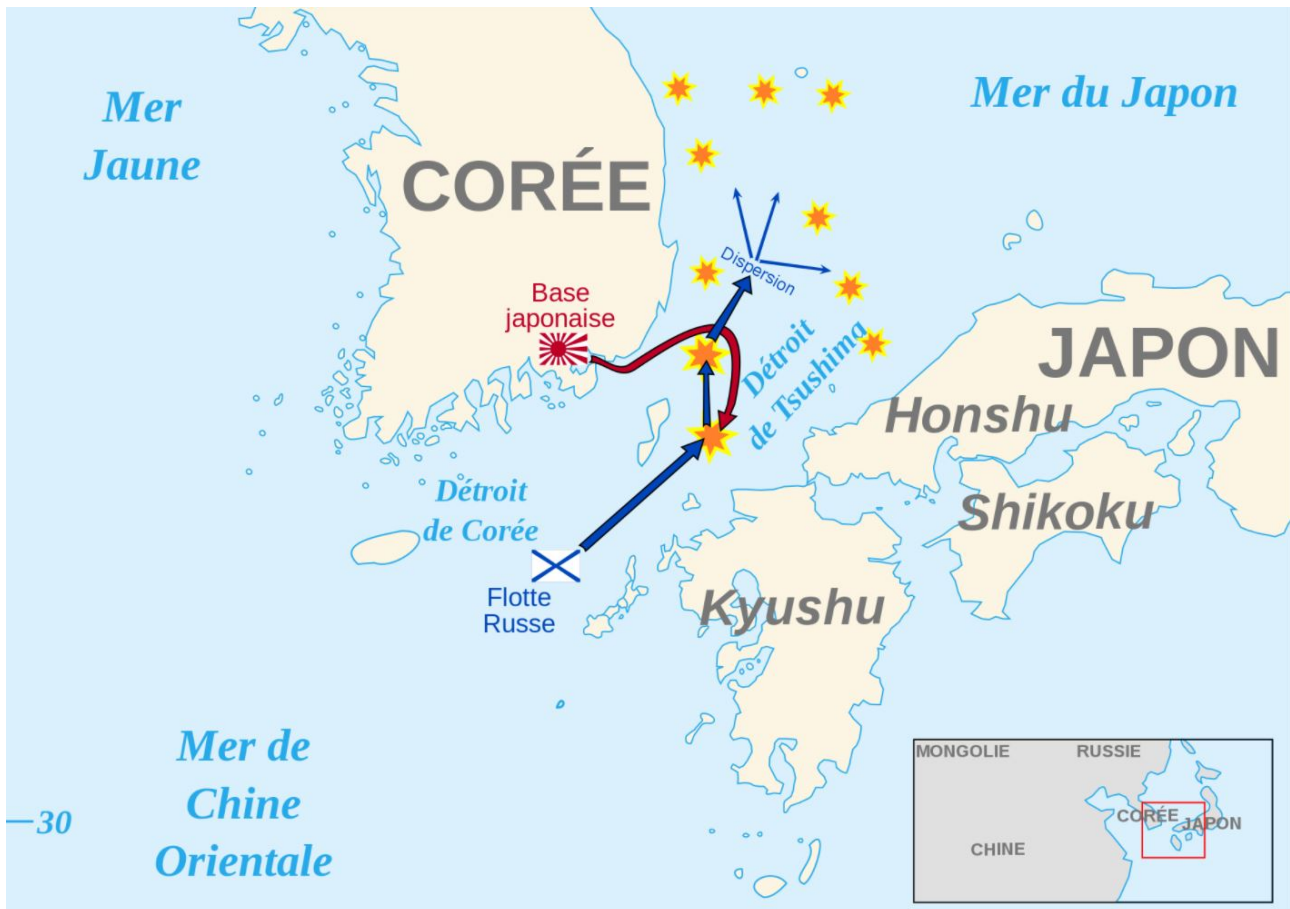 Mer
Jaune
Mer du Japon
CORÉE
Dispersion
Base
japonaise
Détroit
de Tsushima
JAPON
Honshu
Détroit
de Corée
Shikoku
Flotte
Russe
Kyushu
Mer de
Chine
Orientale
30
MONGOLIE
RUSSIE
CORÉE
JAPON
CHINE